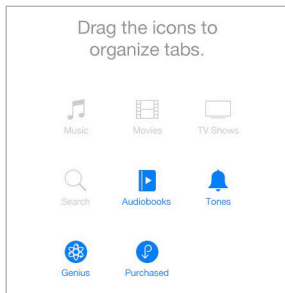 Drag the icons to
organize tabs.
Music Movies TV Shows
Search Audiobooks Tones
Genius Purchased